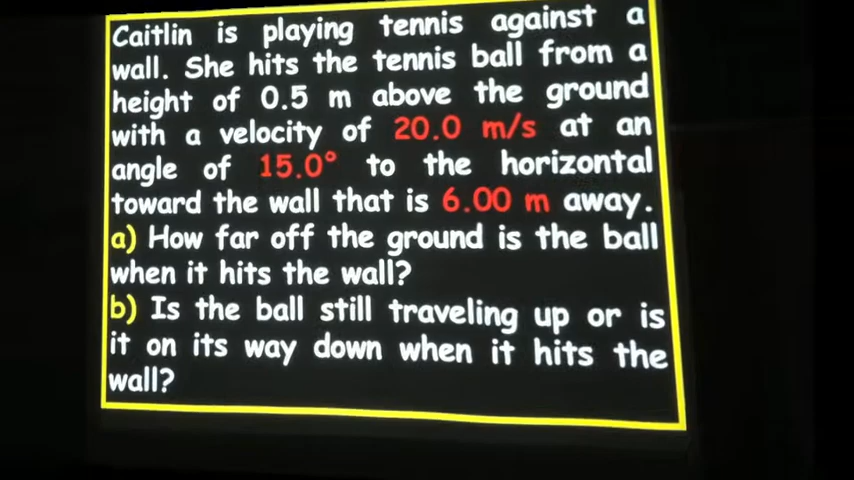 Caitlin is playing tennis against a
wall. She hits the tennis ball from a
height of 0.5 m above the ground
with a velocity of 20.0 m/s at an
angle of 15.0° to the horizontal
toward the wall that is 6.00 m away.
a) How far off the ground is the ball
when it hits the wall?
b) Is the ball still traveling up or is
it on its way down when it hits the
wall?